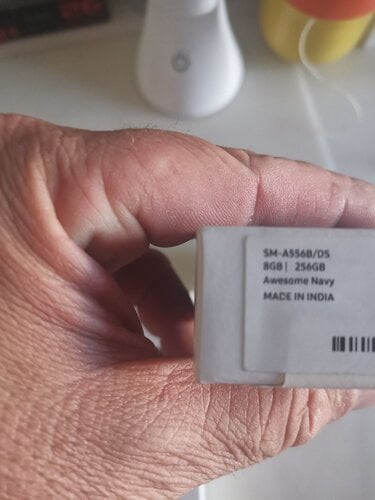 SM-A556B/DS
8GB | 256GB
Awesome Navy
MADE IN INDIA